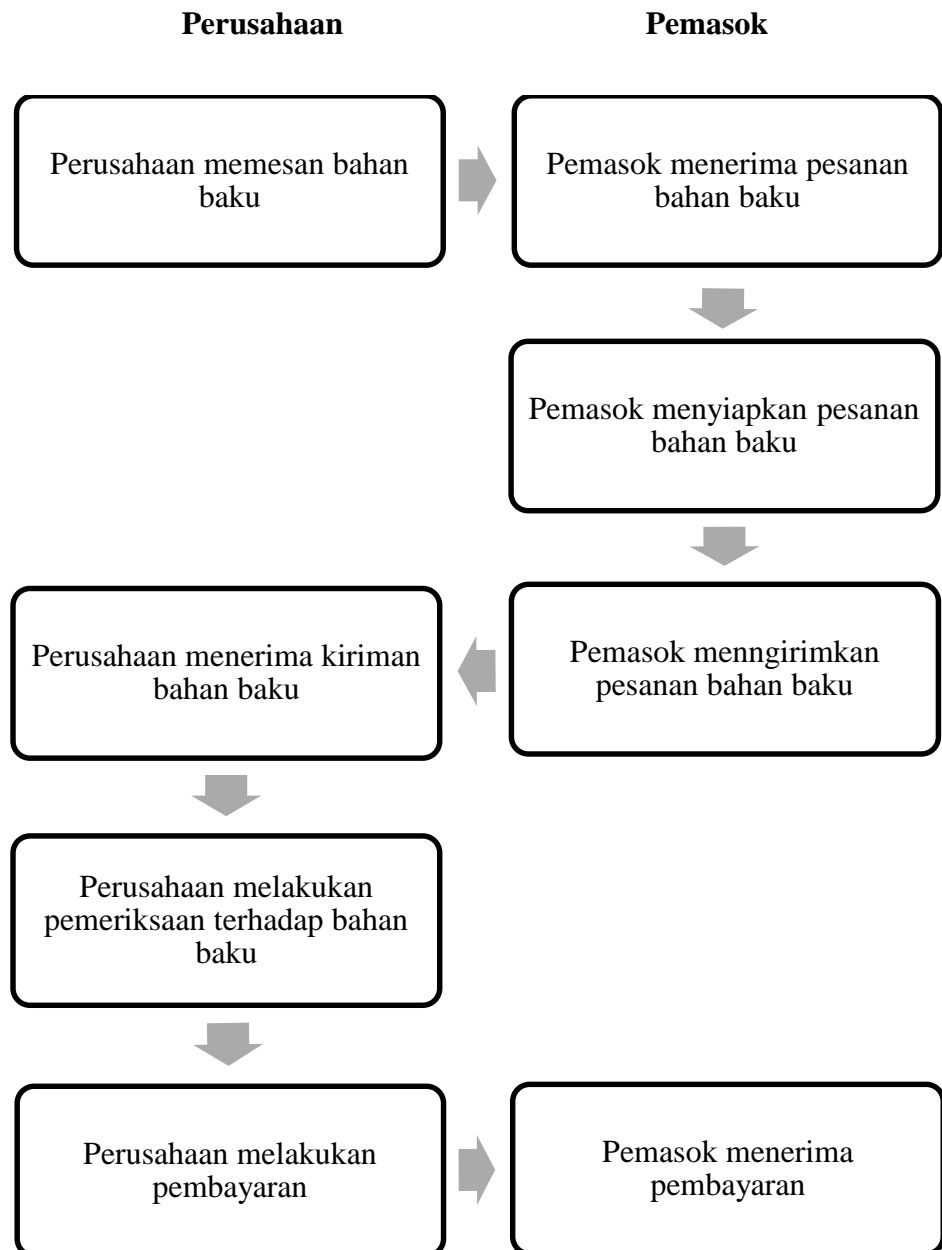 Perusahaan
Pemasok
Perusahaan memesan bahan
baku
Pemasok menerima pesanan
bahan baku
Pemasok menyiapkan pesanan
bahan baku
Pemasok menngirimkan
pesanan bahan baku
Perusahaan menerima kiriman
bahan baku
Perusahaan melakukan
pemeriksaan terhadap bahan
baku
Perusahaan melakukan
pembayaran
Pemasok menerima
pembayaran